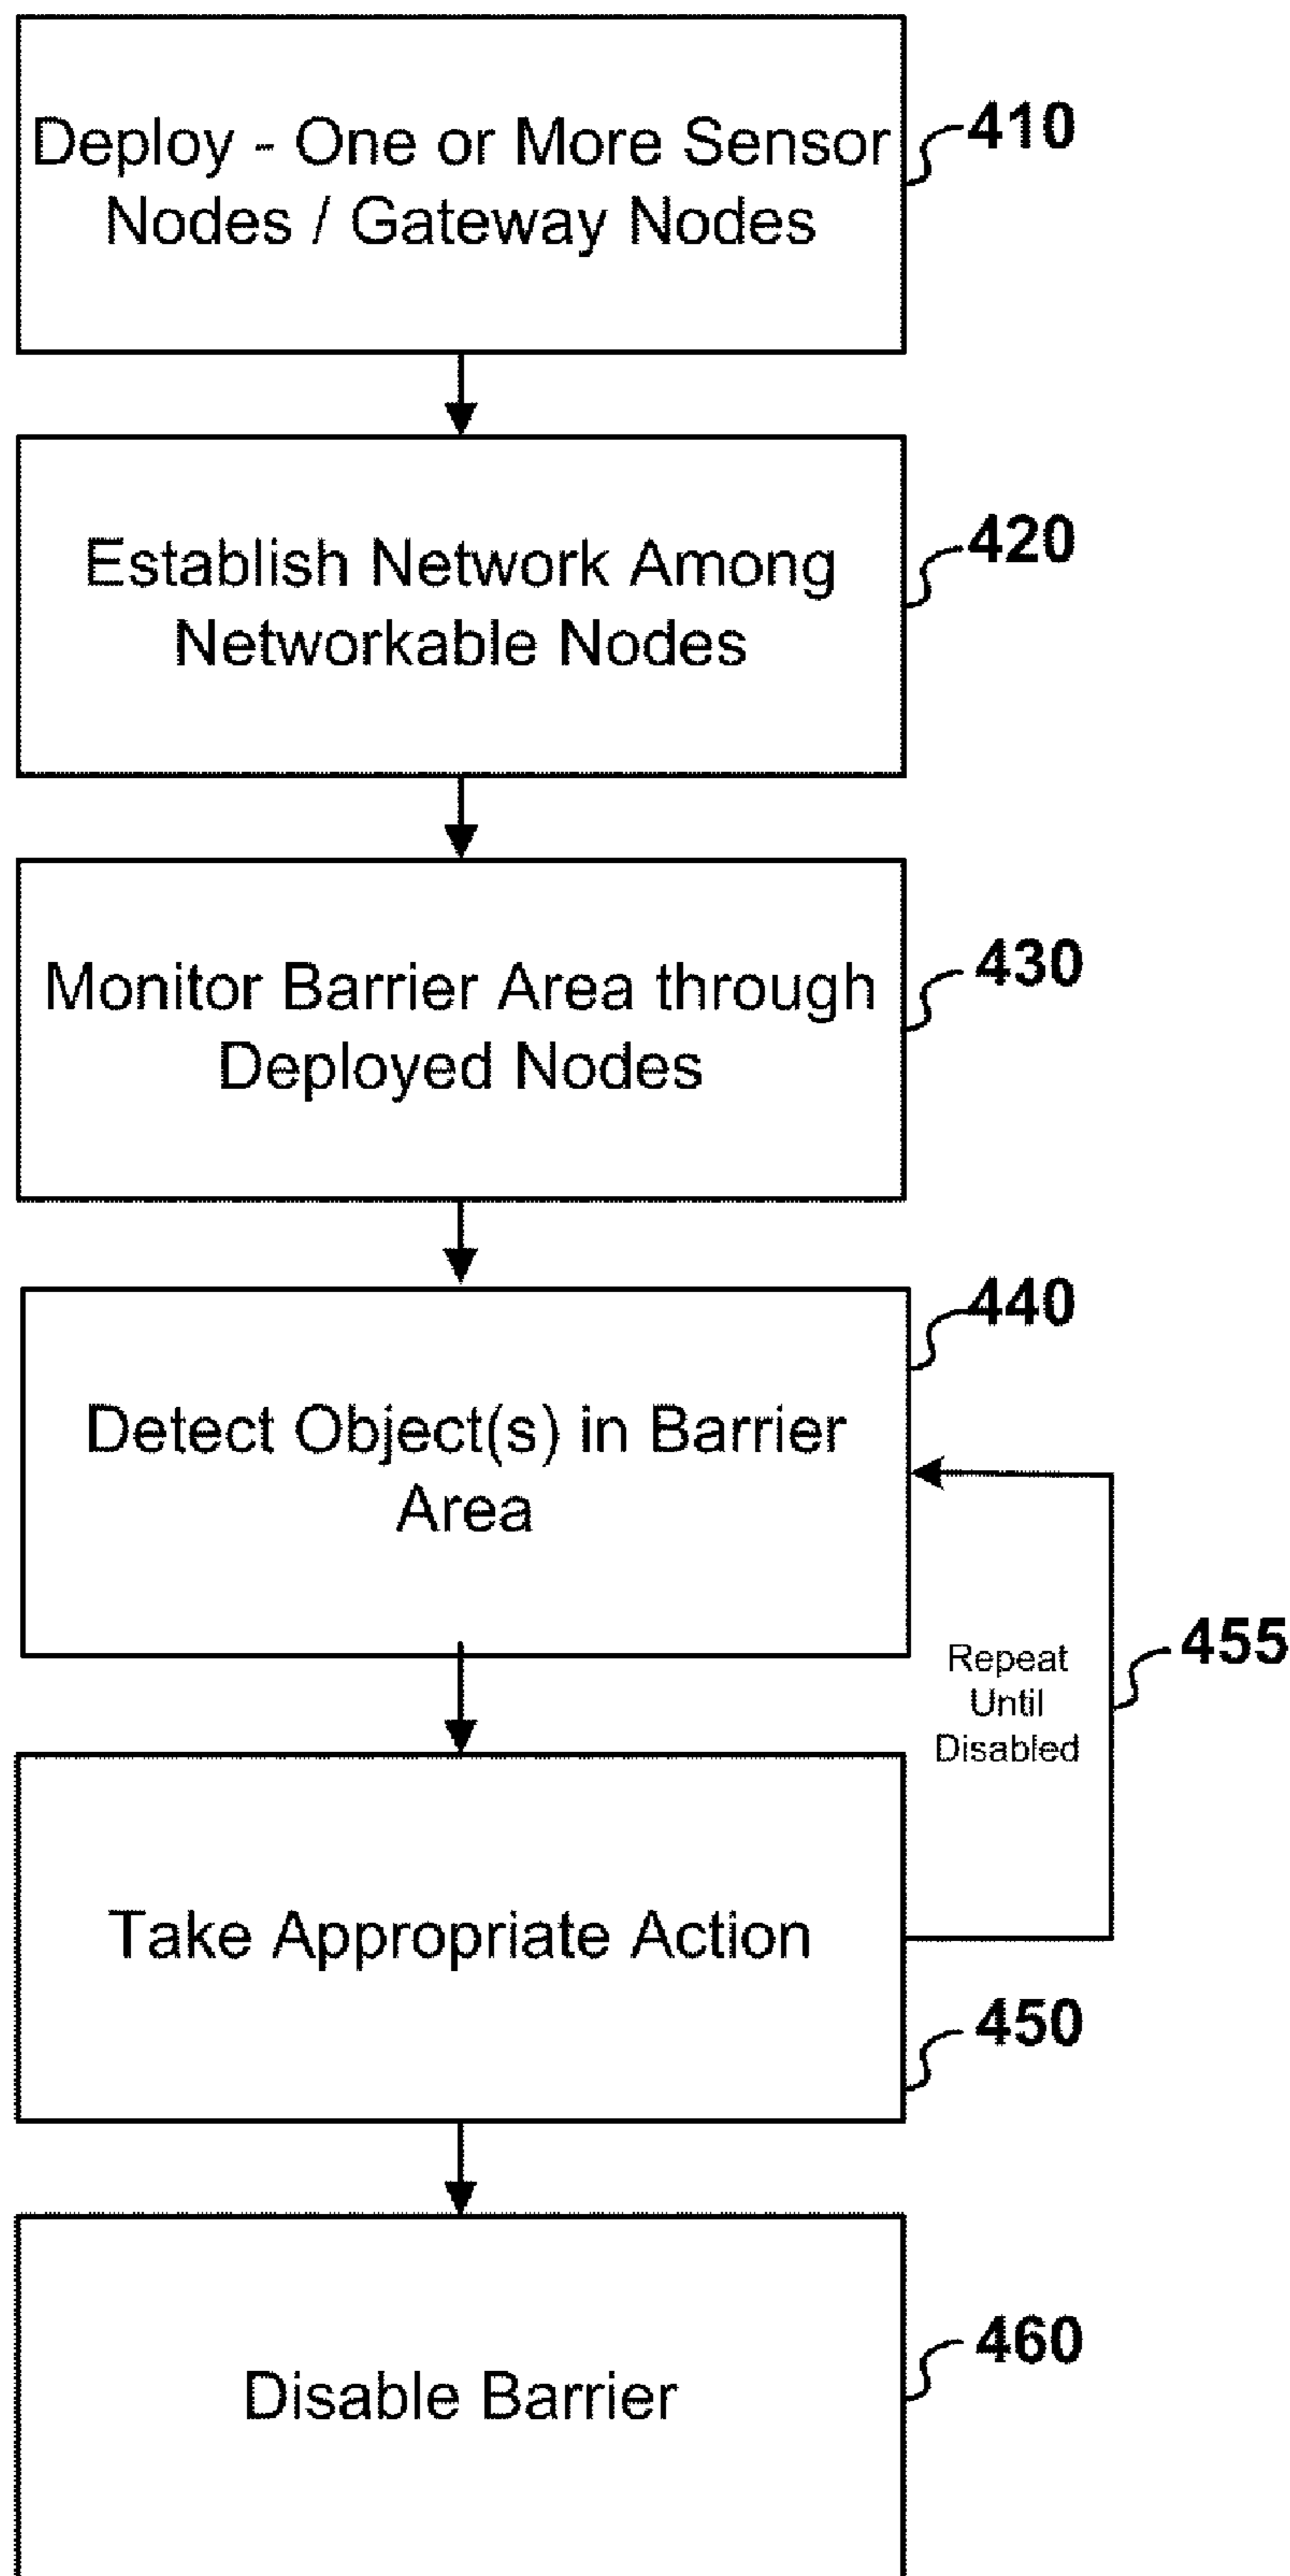 Deploy - One or More Sensor
Nodes / Gateway Nodes
410
Establish Network Among
Networkable Nodes
420
Monitor Barrier Area through
Deployed Nodes
430
440
Detect Object(s) in Barrier
Area
Repeat
Until
Disabled
455
Take Appropriate Action
450
Disable Barrier
460